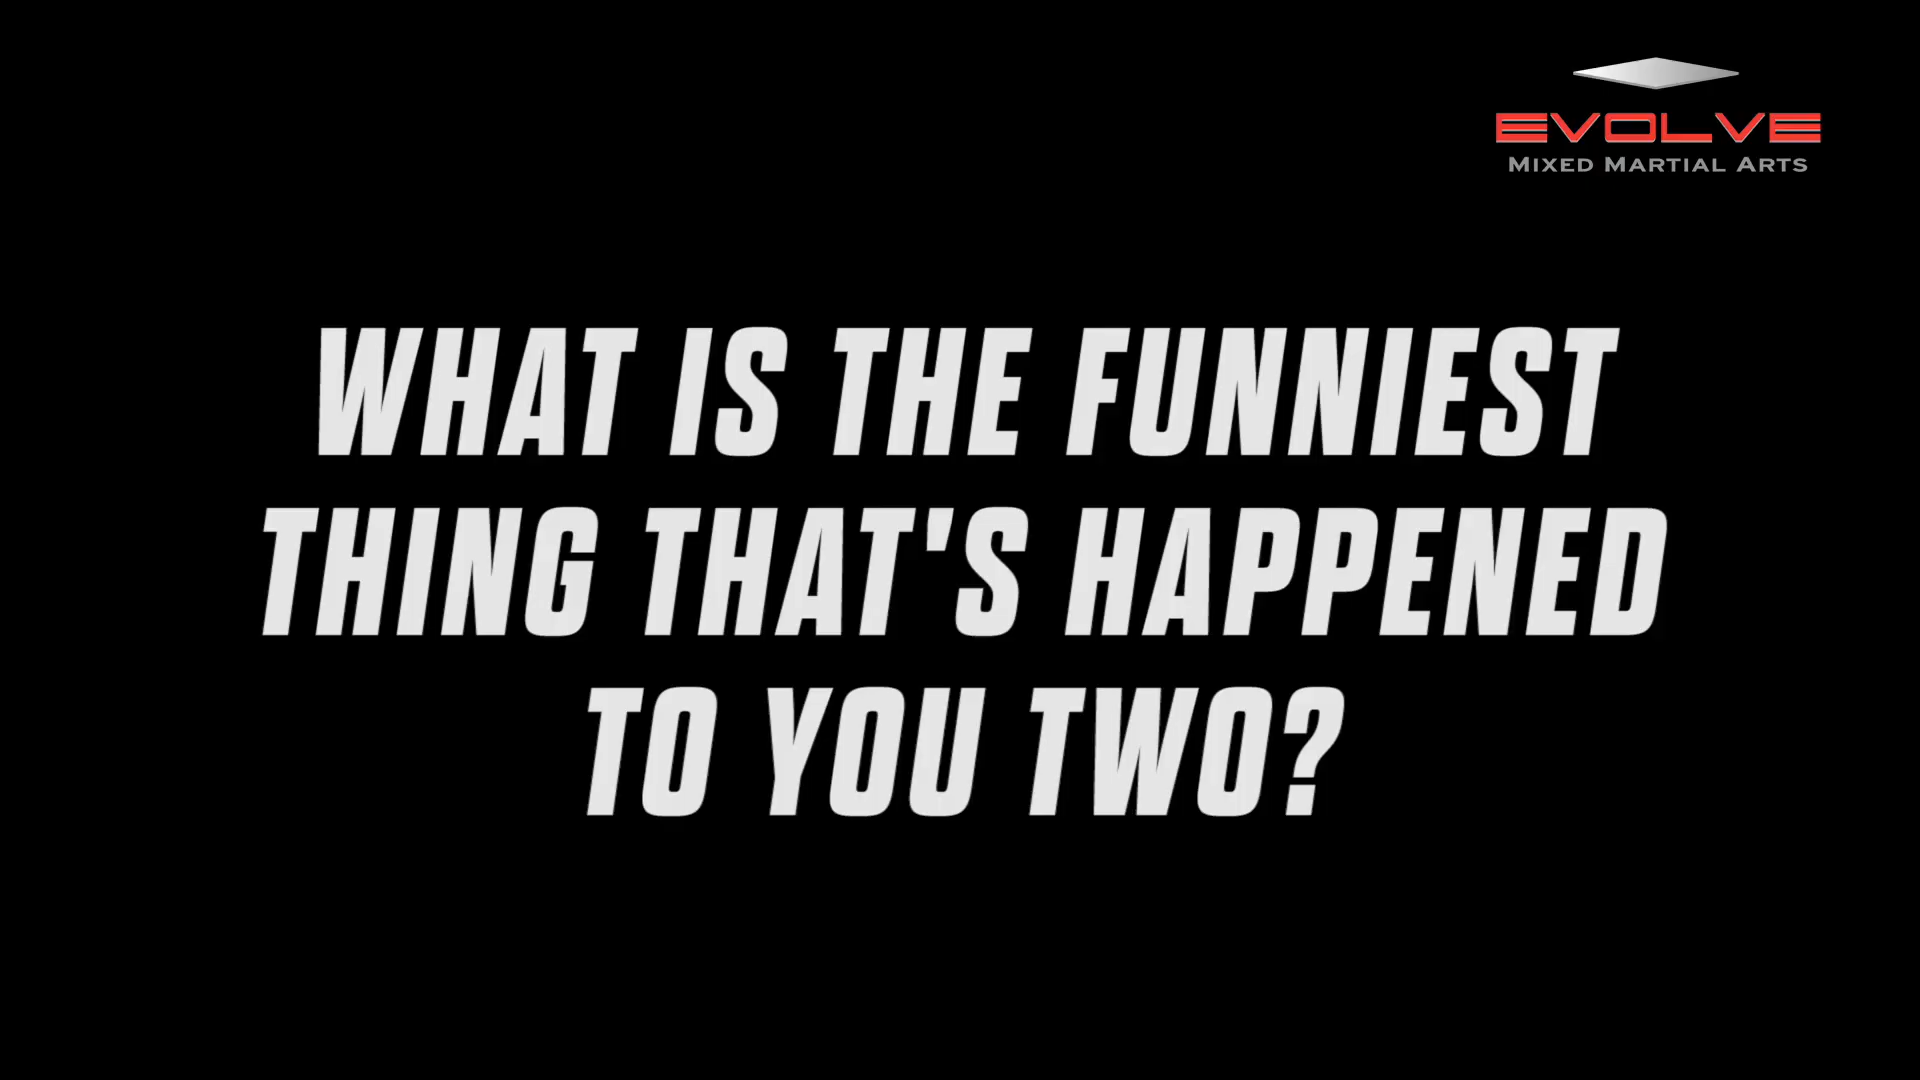 EVOLVE
MIXED MARTIAL ARTS
WHAT IS THE FUNNIEST
THING THAT'S HAPPENED
TO YOU TWO?